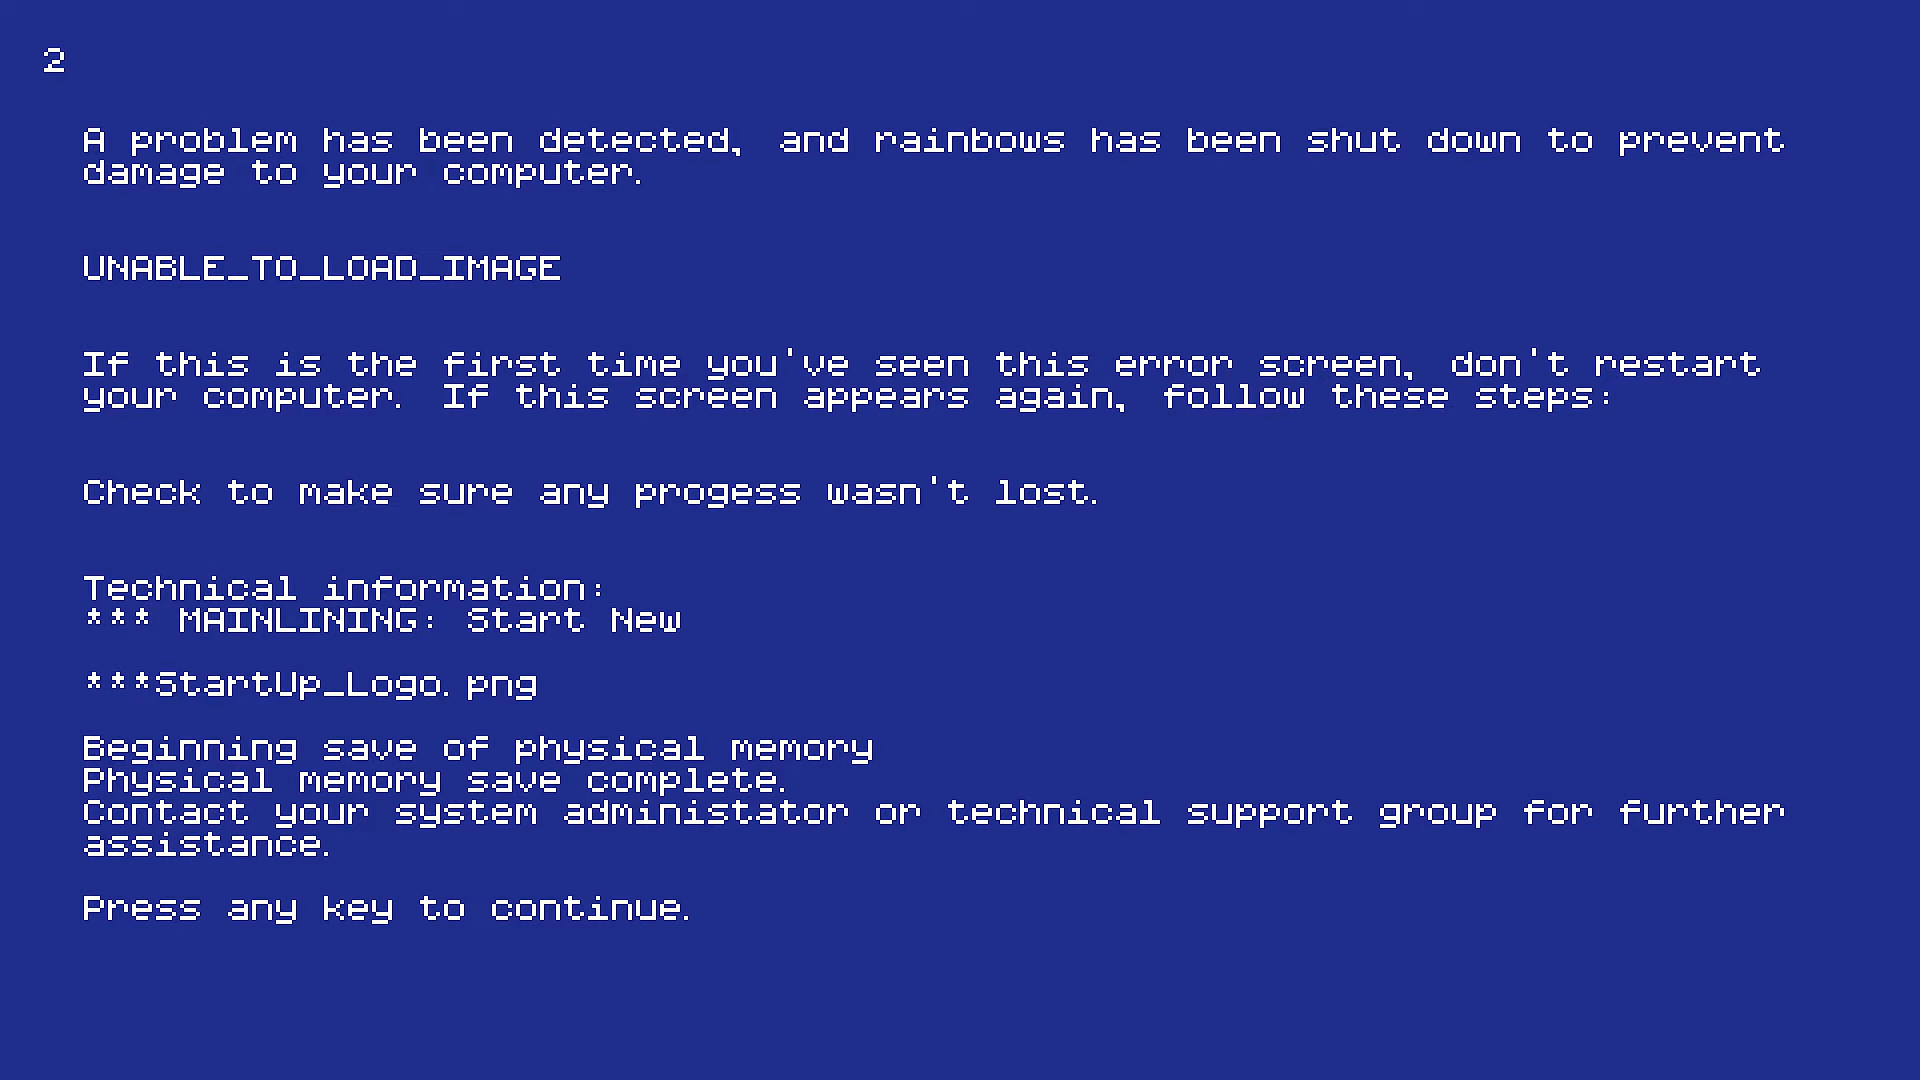 2
A problem has been detected, and rainbows has been shut down to prevent
damage to your computer.
UNABLE_TO_LOAD_IMAGE
If this is the first time you've seen this error screen, don't restart
your computer. If this screen appears again, follow these steps:
Check to make sure any progess wasn't lost.
Technical information:
*** MAINLINING: Start New
***StartUp_Logo.png
Beginning save of physical memory
Physical memory save complete.
Contact your system administator or technical support group for further
assistance.
Press any key to continue.